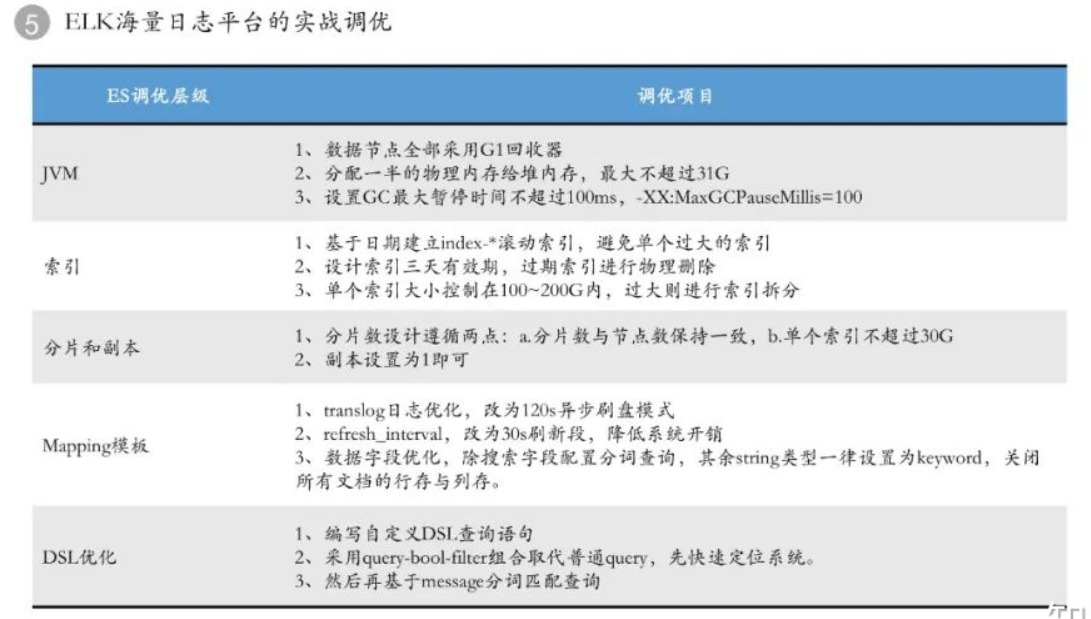 5 ELK海量日志平台的实战调优
ES调优层级 调优项目
JVM
1、数据节点全部采用G1回收器
2、分配一半的物理内存给堆内存，最大不超过31G
3、设置GC最大暂停时间不超过100ms，-XX:MaxGCPauseMillis=100
索引
1、基于日期建立index-*滚动索引，避免单个过大的索引
2、设计索引三天有效期，过期索引进行物理删除
3、单个索引大小控制在100~200G内，过大则进行索引拆分
分片和副本
1、分片数设计遵循两点：a.分片数与节点数保持一致，b.单个索引不超过30G
2、副本设置为1即可
Mapping模板
1、translog日志优化，改为120s异步刷盘模式
2、refresh_interval，改为30s刷新段，降低系统开销
3、数据字段优化，除搜索字段配置分词查询，其余string类型一律设置为keyword，关闭
所有文档的行存与列存。
DSL优化
1、编写自定义DSL查询语句
2、采用query-bool-filter组合取代普通query，先快速定位系统。
3、然后再基于message分词匹配查询